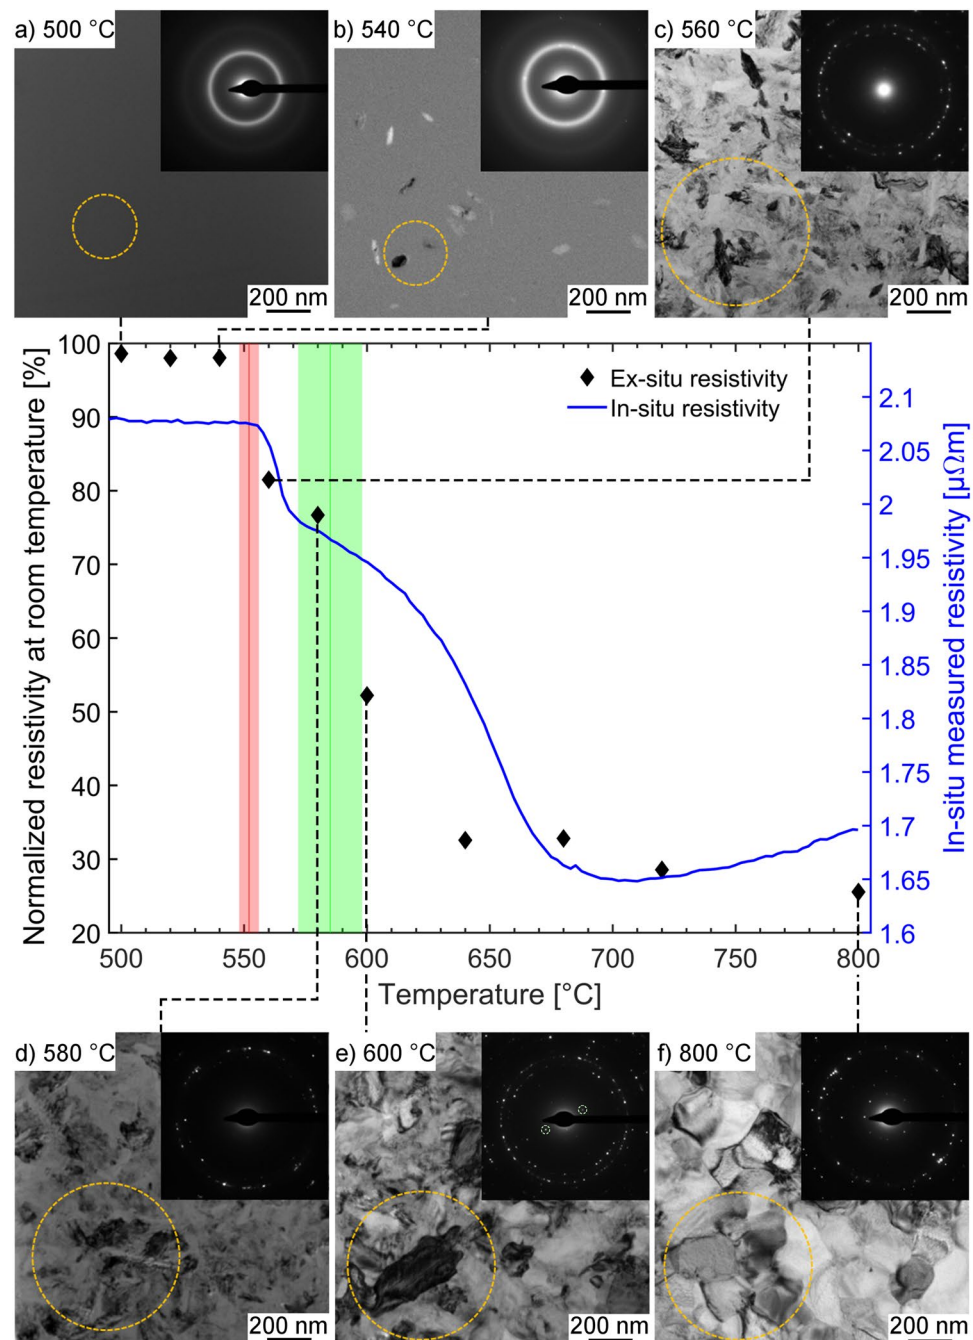 a) 500 °C
b) 540 °C
c) 560 °C
200 nm
200 nm
200 nm
Normalized resistivity at room temperature [%]
100
90
80
70
60
50
40
30
20
Ex-situ resistivity
In-situ resistivity
2.1
2.05
2
1.95
1.9
1.85
1.8
1.75
1.7
1.65
1.6
In-situ measured resistivity [μΩm]
500
550
600
650
700
750
800
Temperature [°C]
d) 580 °C
e) 600 °C
f) 800 °C
200 nm
200 nm
200 nm